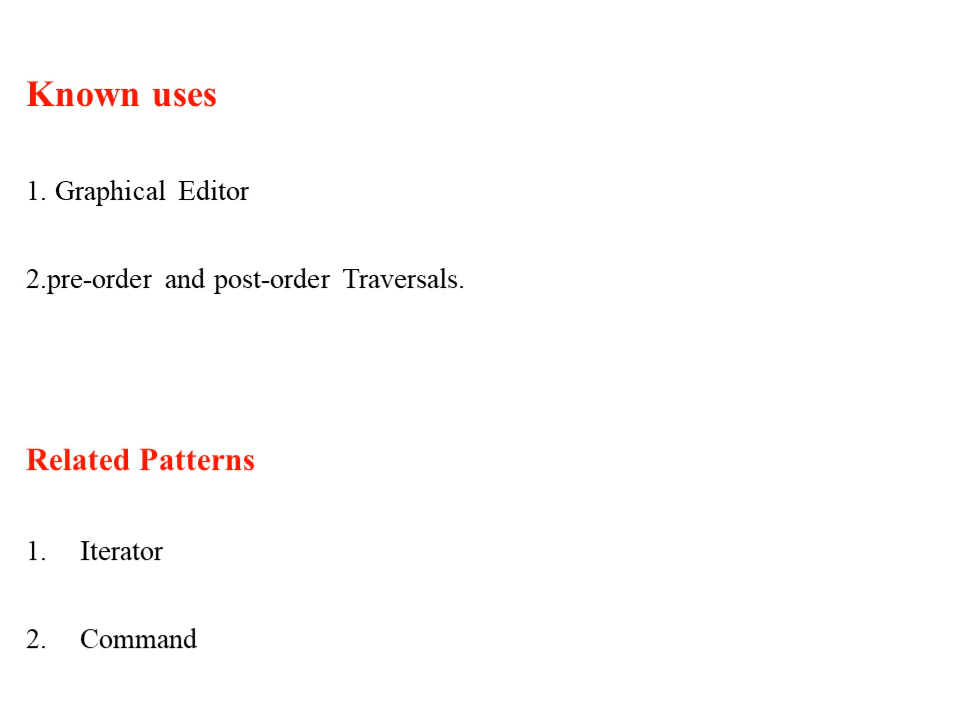 Known uses
1. Graphical Editor
2.pre-order and post-order Traversals.
Related Patterns
1. Iterator
2. Command